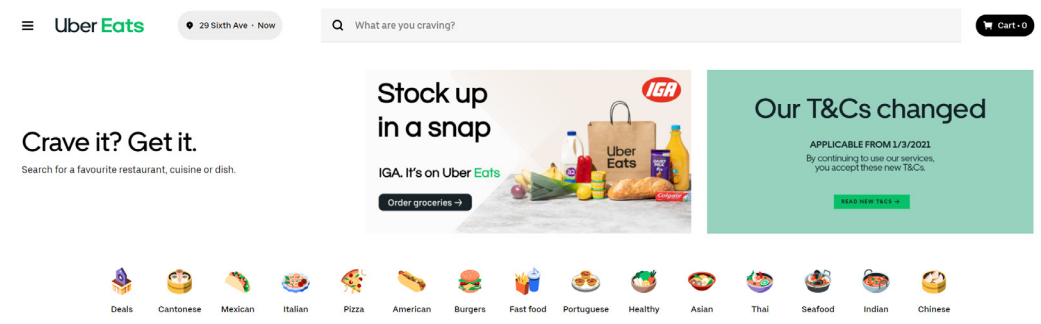 Uber Eats
29 Sixth Ave • Now
What are you craving?
Cart • 0
Crave it? Get it.
Search for a favourite restaurant, cuisine or dish.
Stock up
in a snap
IGA. It's on Uber Eats
Order groceries →
IGA
Uber
Eats
a2
DAIRY
MILK
Colgate
Our T&Cs changed
APPLICABLE FROM 1/3/2021
By continuing to use our services,
you accept these new T&Cs.
READ NEW T&CS →
Deals
Cantonese
Mexican
Italian
Pizza
American
Burgers
Fast food
Portuguese
Healthy
Asian
Thai
Seafood
Indian
Chinese